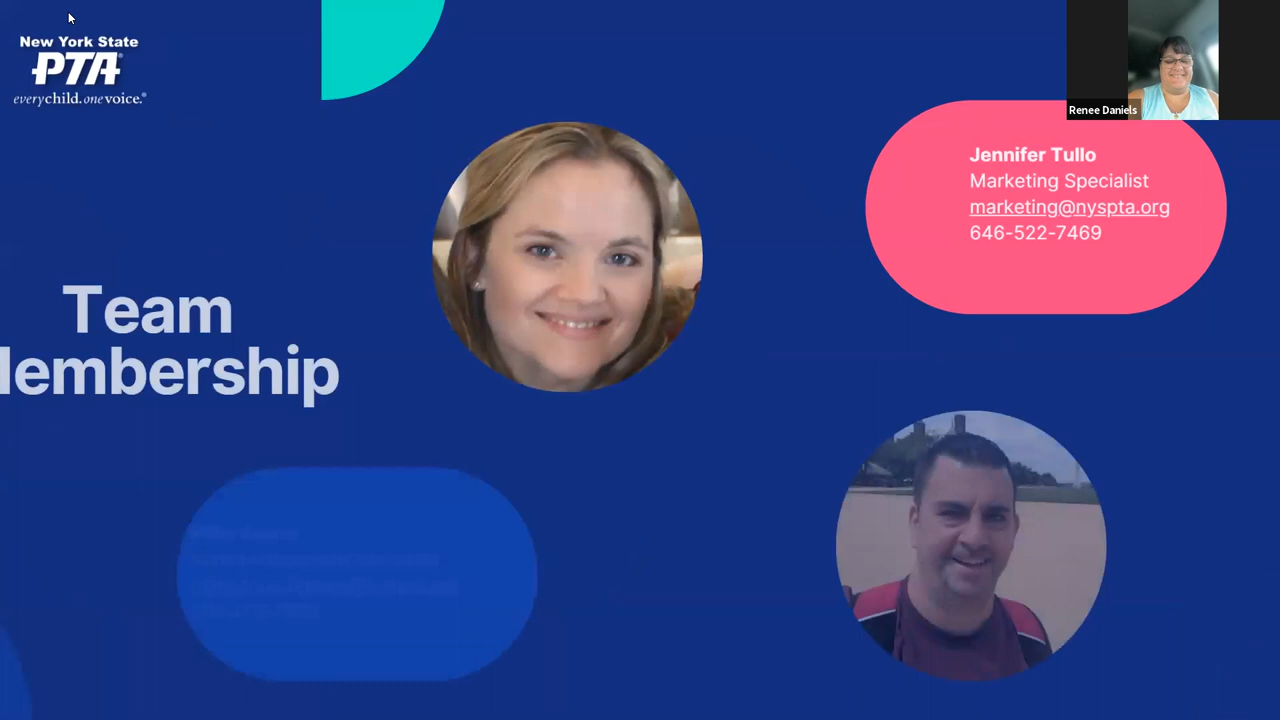 New York State
PTA
everychild.onevoice.®
Renee Daniels
Jennifer Tullo
Marketing Specialist
marketing@nyspta.org
646-522-7469
Team
lembership